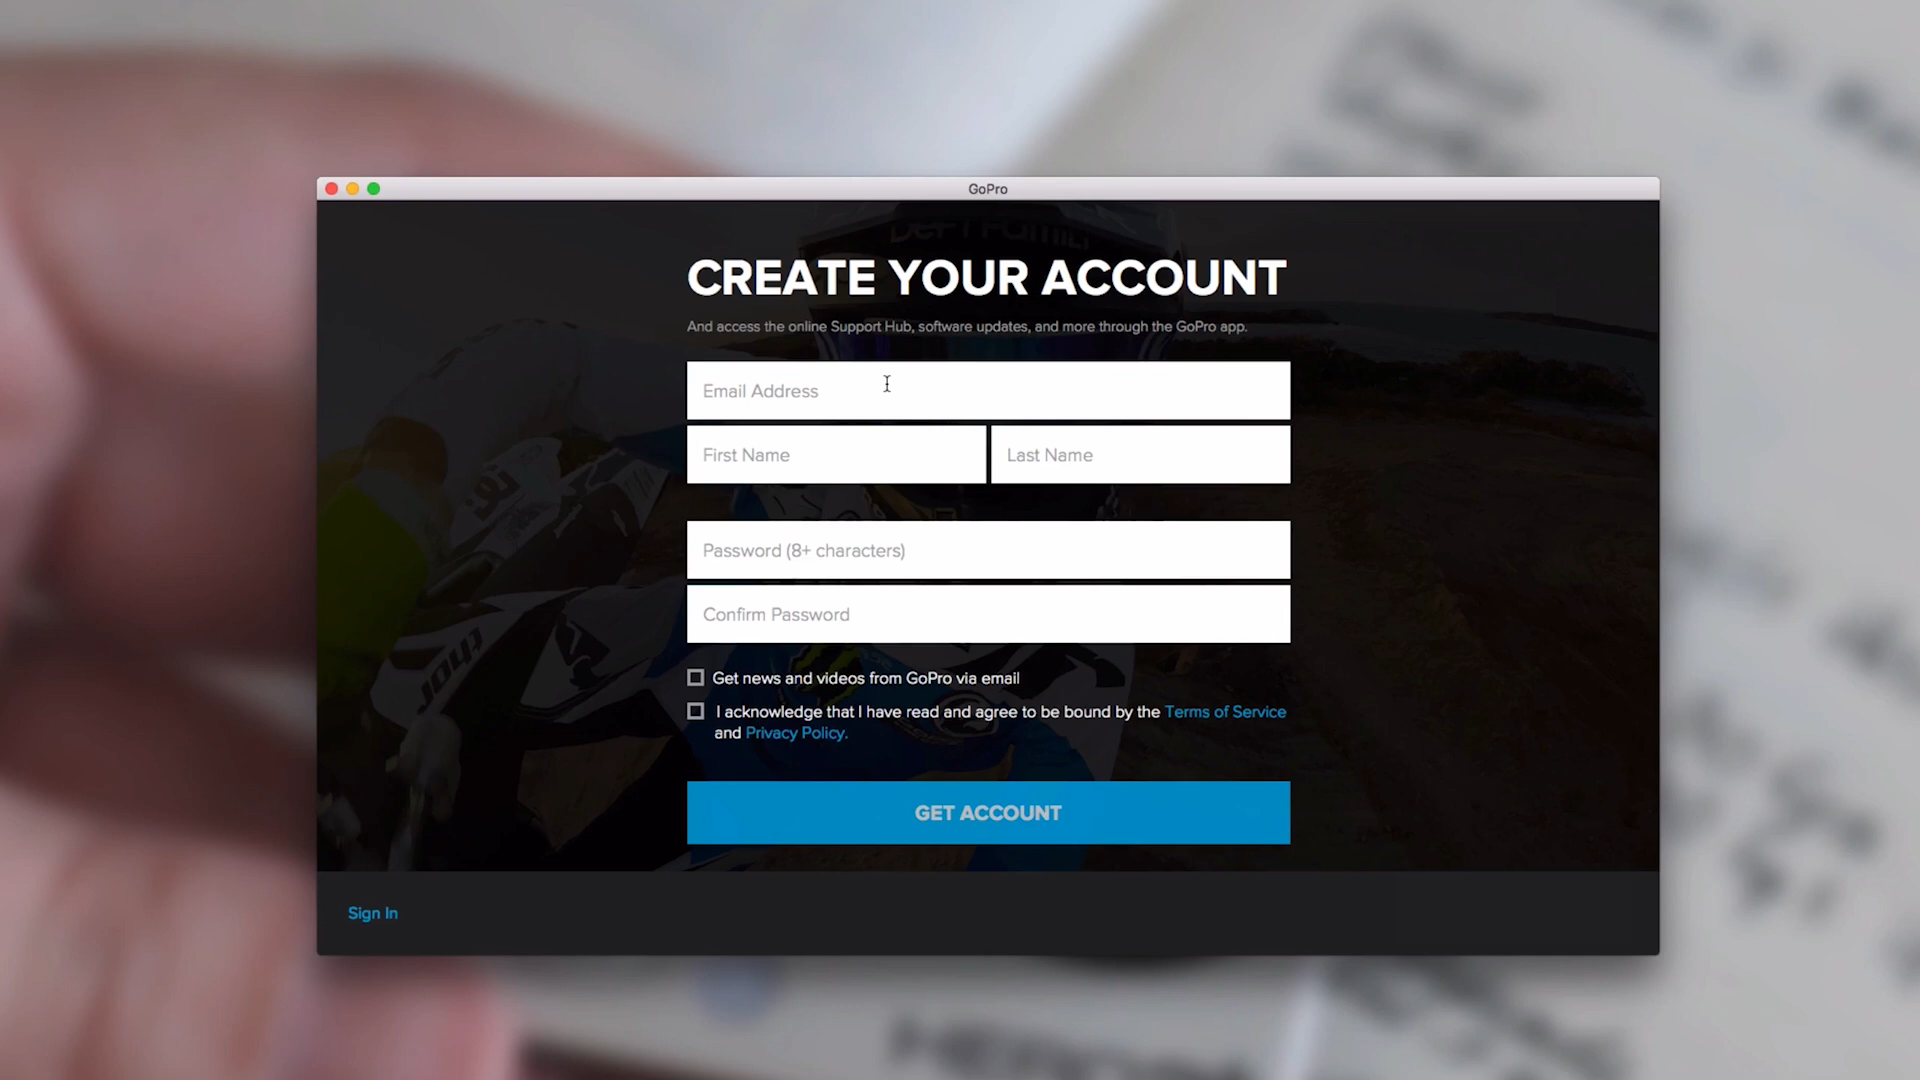 GoPro
CREATE YOUR ACCOUNT
And access the online Support Hub, software updates, and more through the GoPro app.
Email Address
First Name
Last Name
Password (8+ characters)
Confirm Password
Get news and videos from GoPro via email
I acknowledge that I have read and agree to be bound by the Terms of Service
and Privacy Policy.
GET ACCOUNT
Sign In